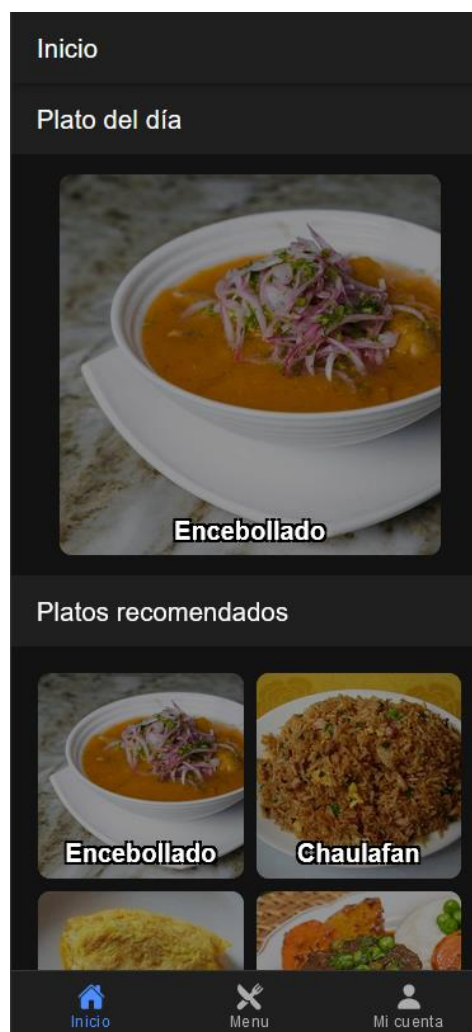 Inicio
Plato del día
Encebollado
Platos recomendados
Encebollado
Chaulafan
Inicio
Menu
Mi cuenta